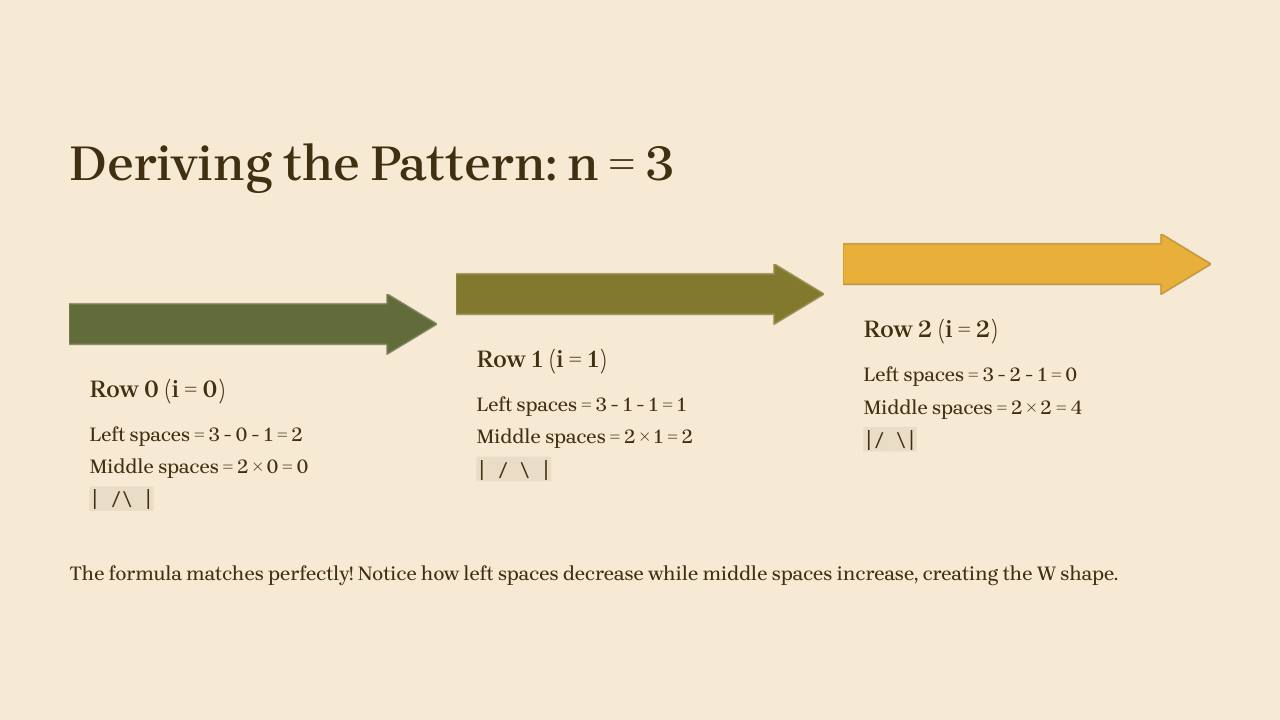 Deriving the Pattern: n = 3
Row 0 (i = 0)
Left spaces = 3 - 0 - 1 = 2
Middle spaces = 2 × 0 = 0
| /\ |
Row 1 (i = 1)
Left spaces = 3 - 1 - 1 = 1
Middle spaces = 2 × 1 = 2
| / \ |
Row 2 (i = 2)
Left spaces = 3 - 2 - 1 = 0
Middle spaces = 2 × 2 = 4
|/ \|
The formula matches perfectly! Notice how left spaces decrease while middle spaces increase, creating the W shape.